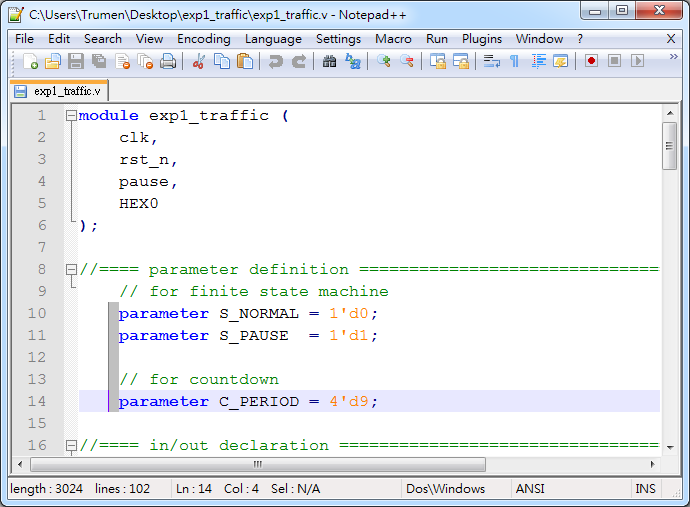 C:\Users\Trumen\Desktop\exp1_traffic\exp1_traffic.v - Notepad++
File Edit Search View Encoding Language Settings Macro Run Plugins Window ? X
exp1_traffic.v
1 module exp1_traffic (
2 clk,
3 rst_n,
4 pause,
5 HEX0
6 );
7
8 //==== parameter definition ==============================
9 // for finite state machine
10 parameter S_NORMAL = 1'd0;
11 parameter S_PAUSE  = 1'd1;
12
13 // for countdown
14 parameter C_PERIOD = 4'd9;
15
16 //==== in/out declaration ================================
length : 3024 lines : 102 Ln : 14 Col : 4 Sel : N/A Dos\Windows ANSI INS